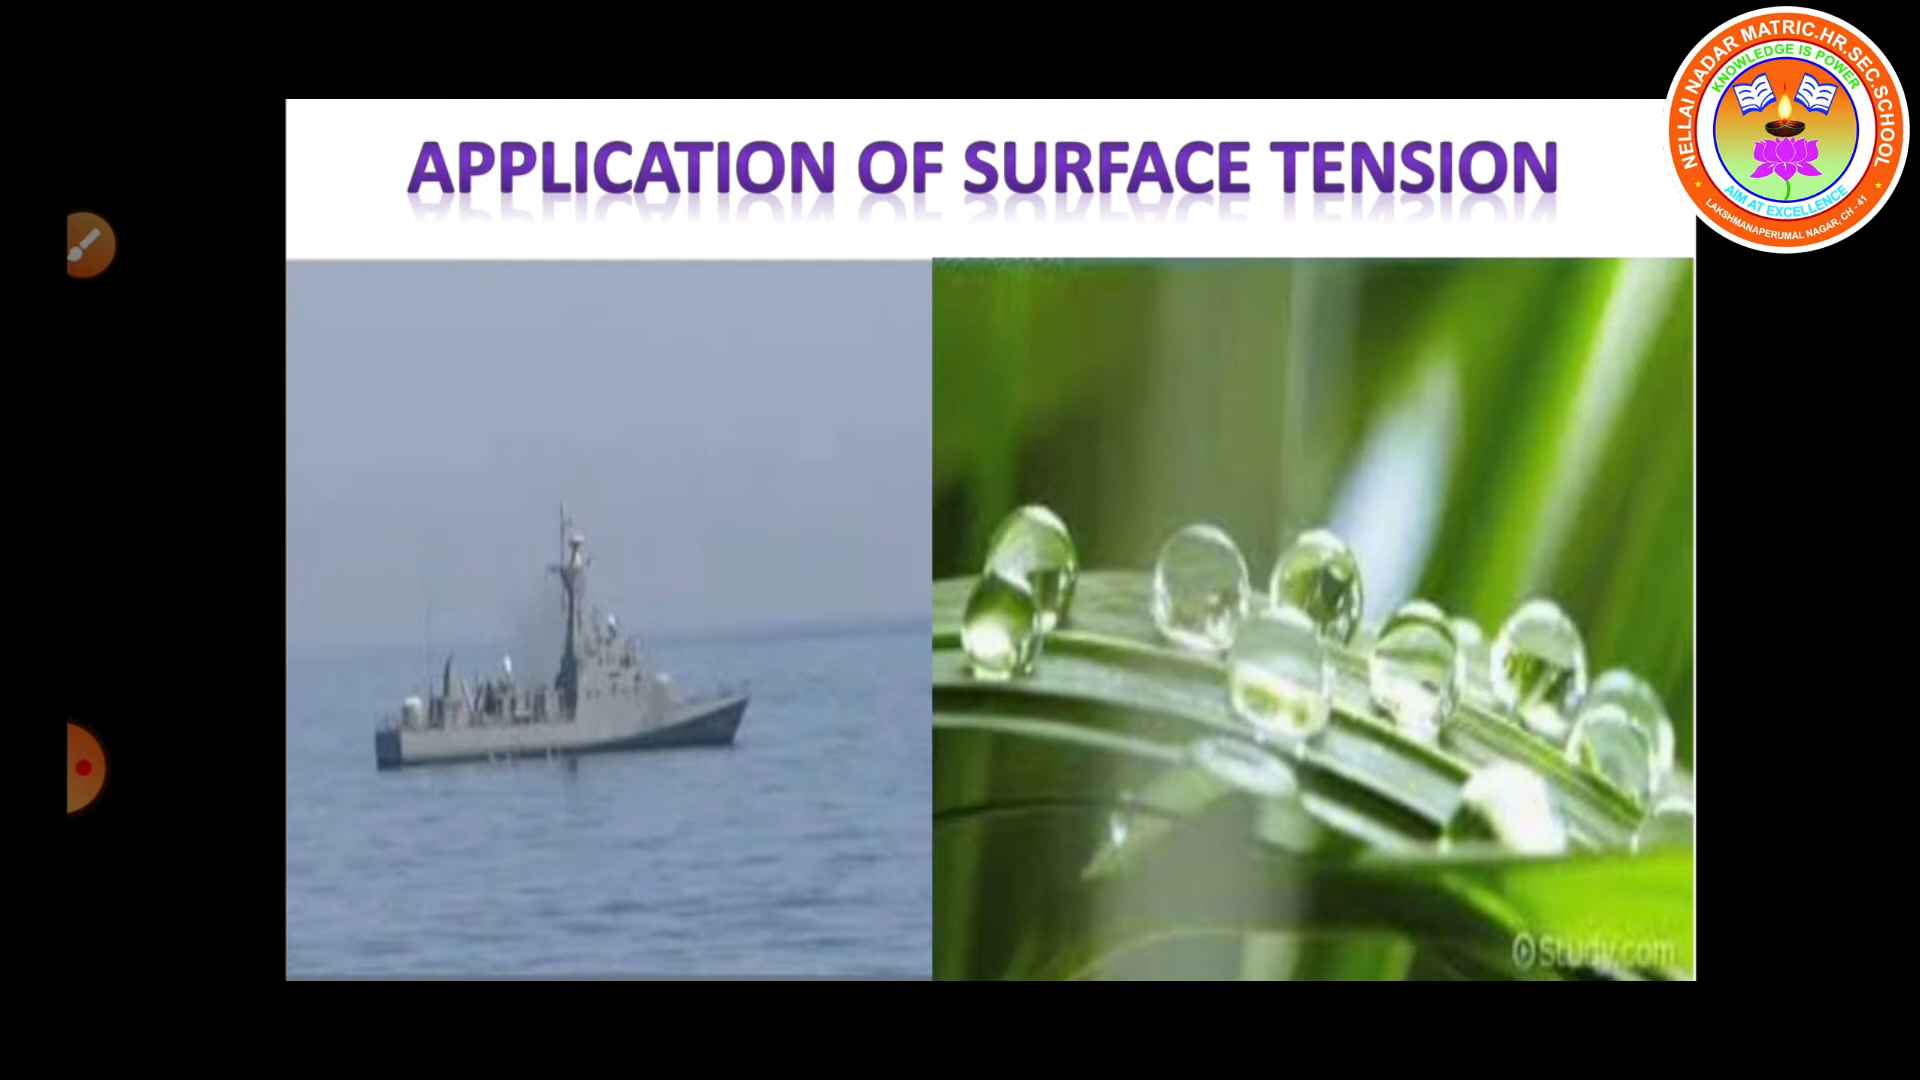 APPLICATION OF SURFACE TENSION
NELLAI NADAR MATRIC.HR.SEC.SCHOOL
KNOWLEDGE IS POWER
AIM AT EXCELLENCE
LAKSHMANAPERUMAL NAGAR, CH - 41
Study.com